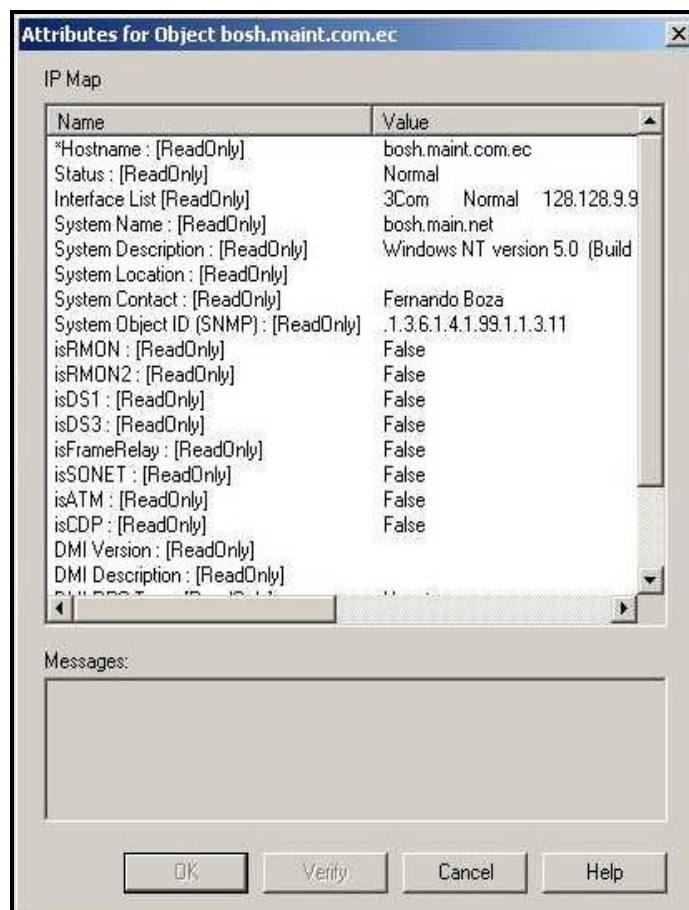 Attributes for Object bosh.maint.com.ec
IP Map
Name Value
*Hostname : [ReadOnly] bosh.maint.com.ec
Status : [ReadOnly] Normal
Interface List [ReadOnly] 3Com Normal 128.128.9.9
System Name : [ReadOnly] bosh.main.net
System Description : [ReadOnly] Windows NT version 5.0 (Build
System Location : [ReadOnly]
System Contact : [ReadOnly] Fernando Boza
System Object ID (SNMP) : [ReadOnly] .1.3.6.1.4.1.99.1.1.3.11
isRMON : [ReadOnly] False
isRMON2 : [ReadOnly] False
isDS1 : [ReadOnly] False
isDS3 : [ReadOnly] False
isFrameRelay : [ReadOnly] False
isSONET : [ReadOnly] False
isATM : [ReadOnly] False
isCDP : [ReadOnly] False
DMI Version : [ReadOnly]
DMI Description : [ReadOnly]
Messages:
OK Verify Cancel Help